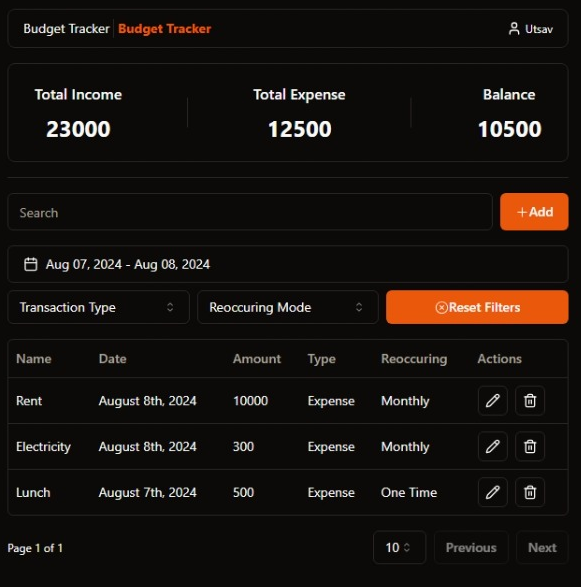 Budget Tracker Budget Tracker Utsav
Total Income Total Expense Balance
23000 12500 10500
Search +Add
Aug 07, 2024 - Aug 08, 2024
Transaction Type Reoccuring Mode Reset Filters
Name Date Amount Type Reoccuring Actions
Rent August 8th, 2024 10000 Expense Monthly
Electricity August 8th, 2024 300 Expense Monthly
Lunch August 7th, 2024 500 Expense One Time
Page 1 of 1 10 Previous Next